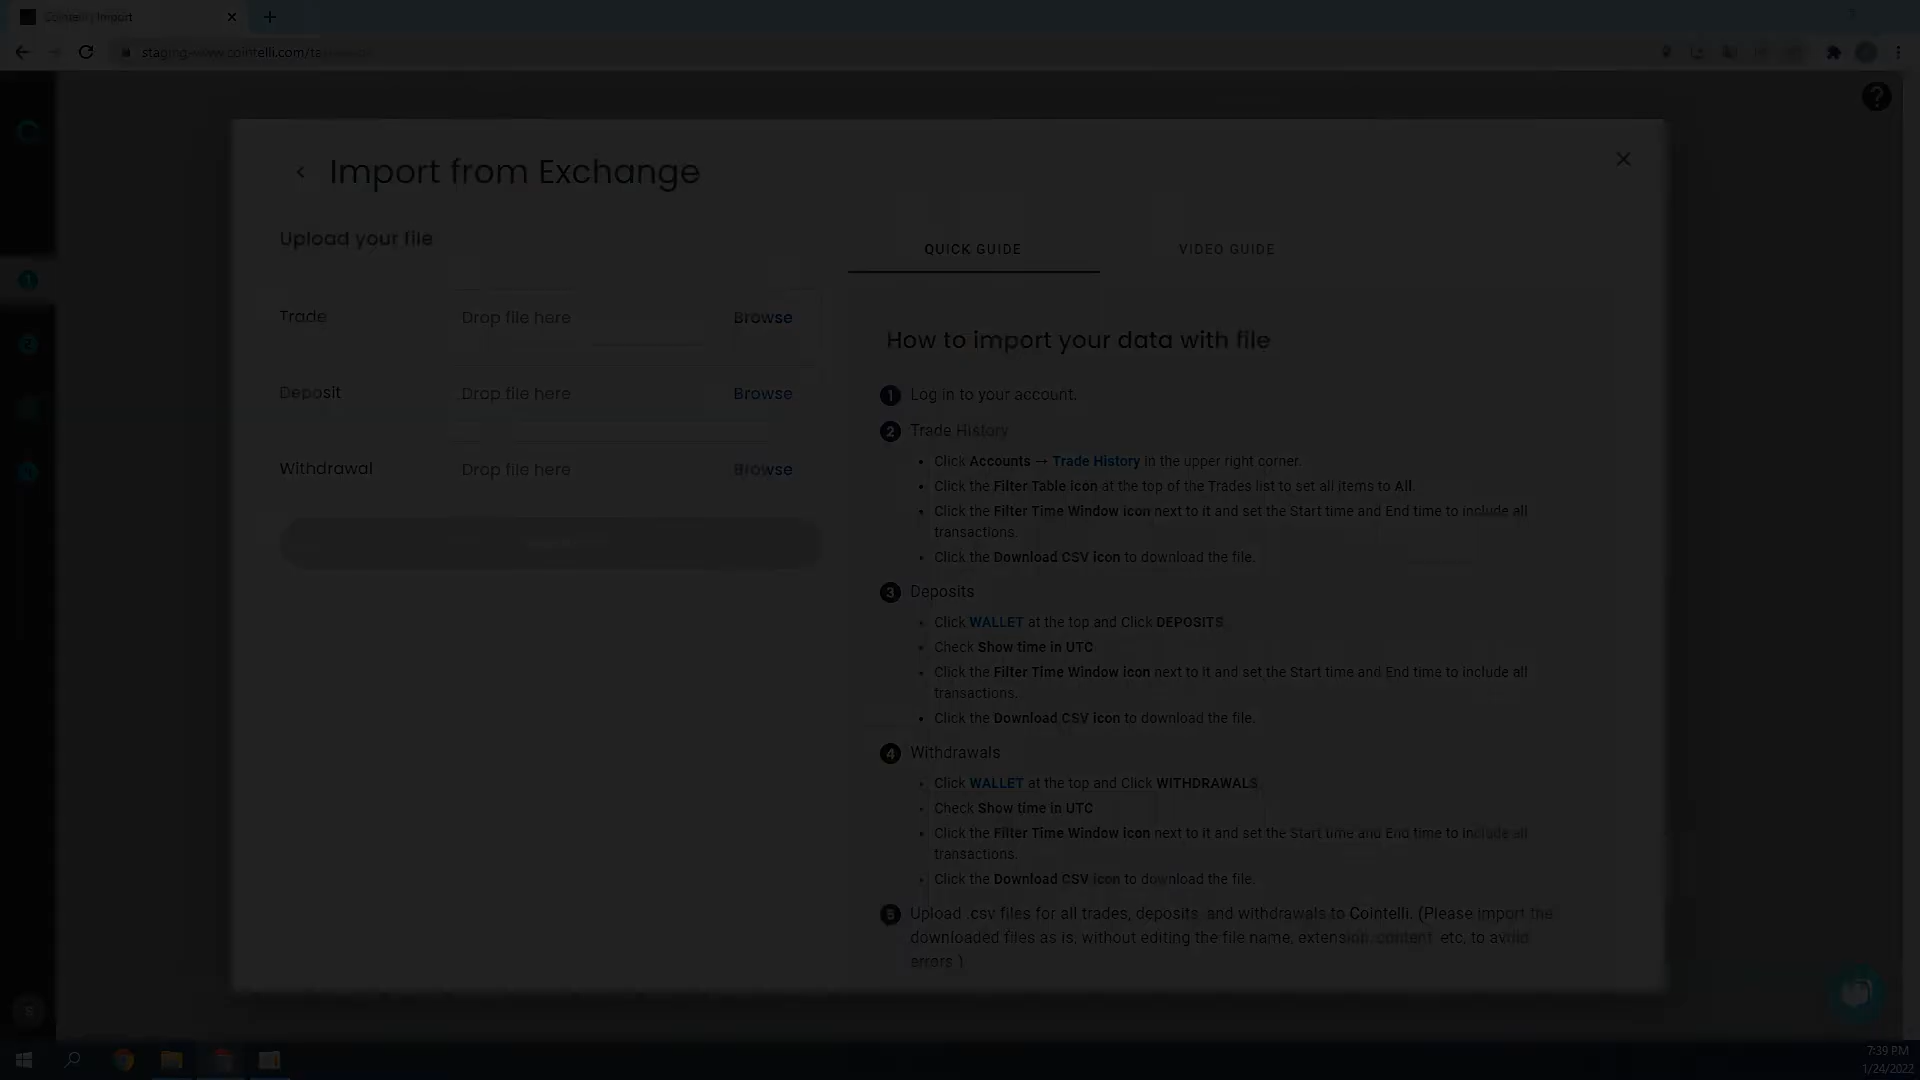 Cointelli Import
staging-www.cointelli.com/
Import from Exchange
Upload your file
Trade
Drop file here
Browse
Deposit
Drop file here
Browse
Withdrawal
Drop file here
Browse
QUICK GUIDE
VIDEO GUIDE
How to import your data with file
1 Log in to your account.
2 Trade History
• Click Accounts → Trade History in the upper right corner.
• Click the Filter Table icon at the top of the Trades list to set all items to All
• Click the Filter Time Window icon next to it and set the Start time and End time to include all
transactions.
• Click the Download CSV icon to download the file.
3 Deposits
• Click WALLET at the top and Click DEPOSITS
• Check Show time in UTC
• Click the Filter Time Window icon next to it and set the Start time and End time to include all
transactions.
• Click the Download CSV icon to download the file.
4 Withdrawals
• Click WALLET at the top and Click WITHDRAWALS
• Check Show time in UTC
• Click the Filter Time Window icon next to it and set the Start time and End time to include all
transactions.
• Click the Download CSV icon to download the file.
5 Upload .csv files for all trades, deposits and withdrawals to Cointelli. (Please import the
downloaded files as is, without editing the file name, extension, content etc, to avoid
errors.)
7:39 PM
1/24/2022